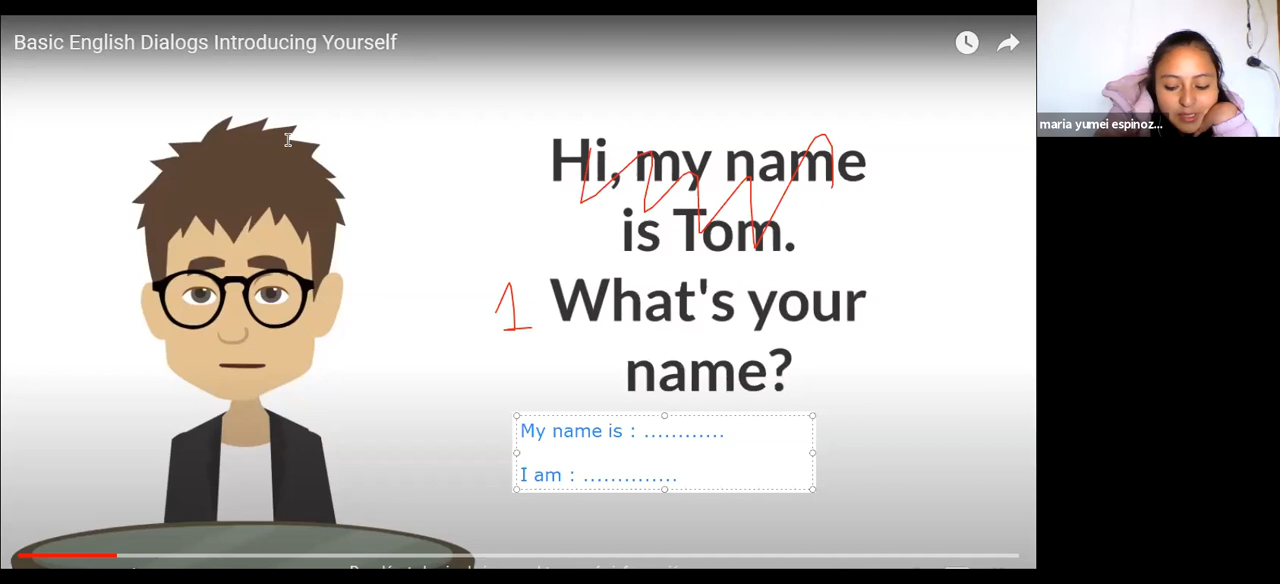 Basic English Dialogs Introducing Yourself
maria yumei espinoz...
Hi, my name
is Tom.
1 What's your
name?
My name is : ............
I am : ..............